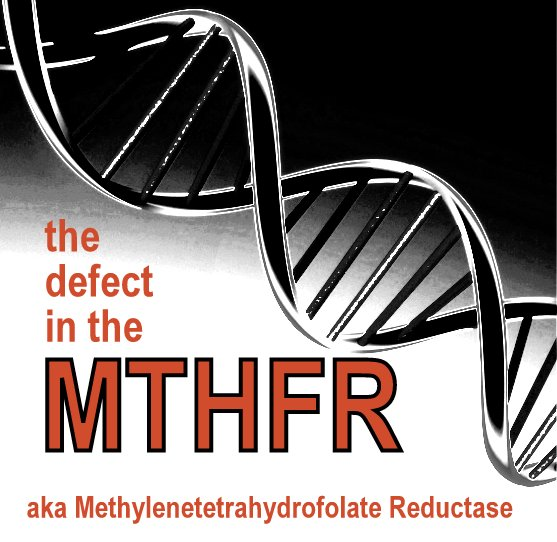 the
defect
in the
MTHFR
aka Methylenetetrahydrofolate Reductase